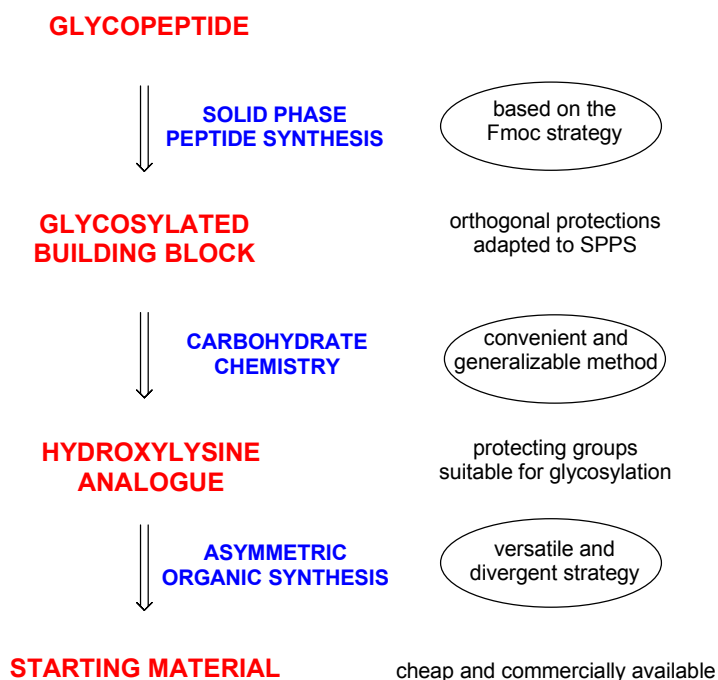 GLYCOPEPTIDE
SOLID PHASE
PEPTIDE SYNTHESIS
based on the
Fmoc strategy
GLYCOSYLATED
BUILDING BLOCK
orthogonal protections
adapted to SPPS
CARBOHYDRATE
CHEMISTRY
convenient and
generalizable method
HYDROXYLYSINE
ANALOGUE
protecting groups
suitable for glycosylation
ASYMMETRIC
ORGANIC SYNTHESIS
versatile and
divergent strategy
STARTING MATERIAL
cheap and commercially available